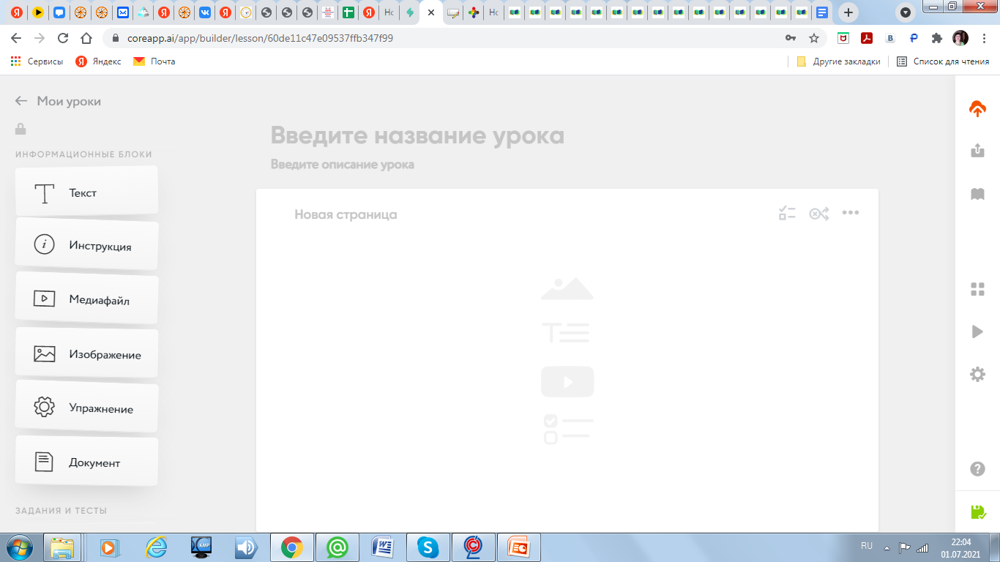 Но
Но
coreapp.ai/app/builder/lesson/60de11c47e09537ffb347f99
Сервисы
Яндекс
Почта
Другие закладки
Список для чтения
Мои уроки
ИНФОРМАЦИОННЫЕ БЛОКИ
Текст
Инструкция
Медиафайл
Изображение
Упражнение
Документ
ЗАДАНИЯ И ТЕСТЫ
Введите название урока
Введите описание урока
Новая страница
RU
22:04
01.07.2021